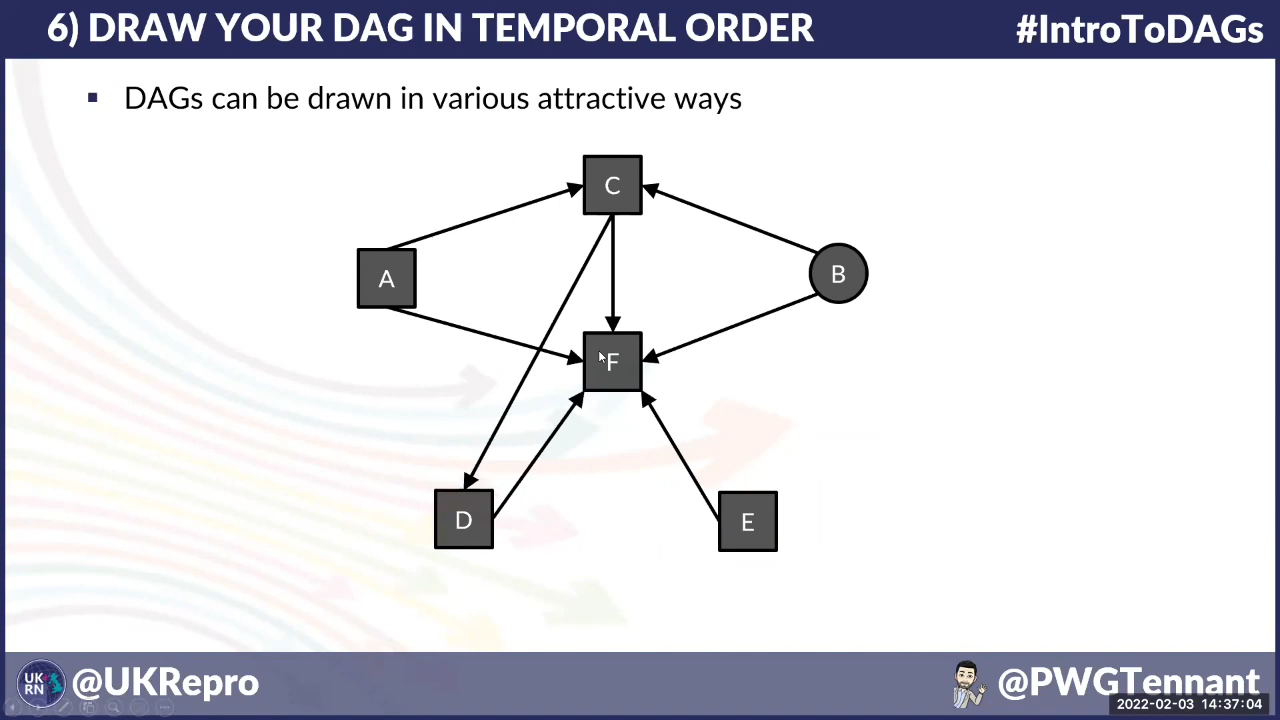 6) DRAW YOUR DAG IN TEMPORAL ORDER
#IntroToDAGs
▪ DAGs can be drawn in various attractive ways
C
A
B
F
D
E
UK
RN
@UKRepro
@PWGTennant
2022-02-03 14:37:04